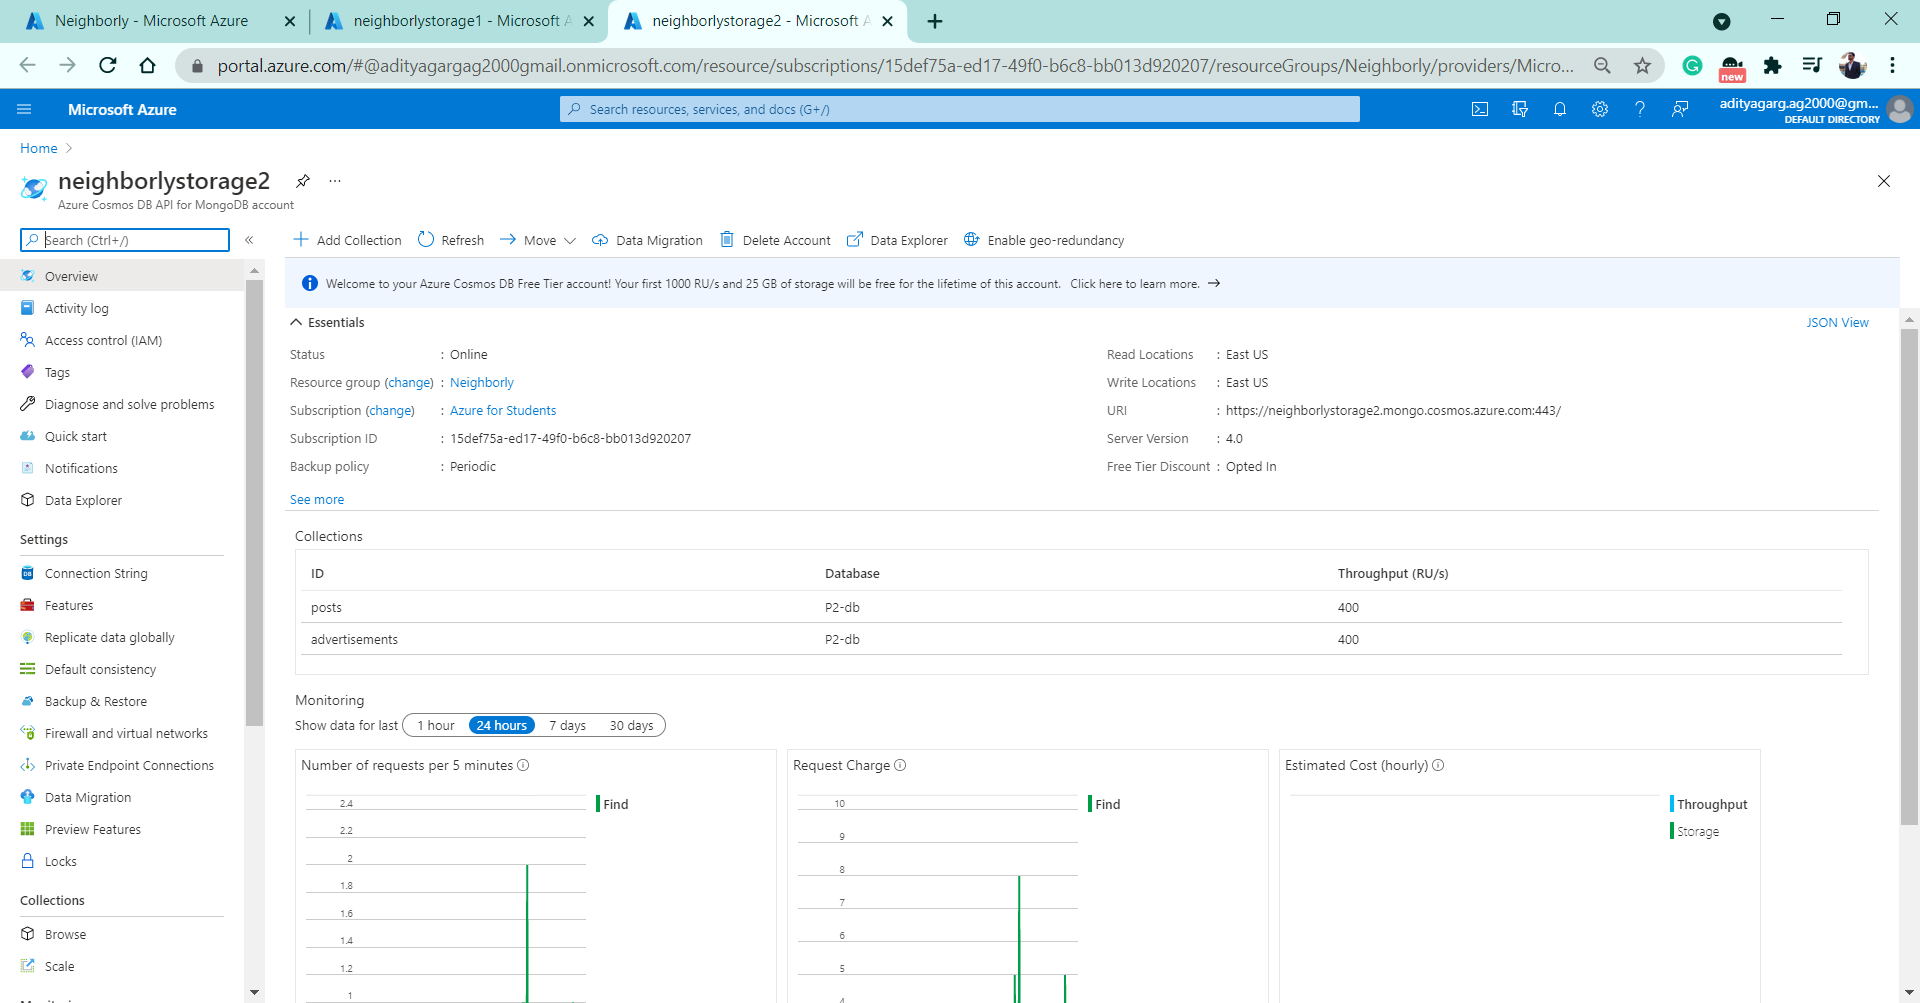 Neighborly - Microsoft Azure
neighborlystorage1 - Microsoft A
neighborlystorage2 - Microsoft A
portal.azure.com/#@adityagargag2000gmail.onmicrosoft.com/resource/subscriptions/15def75a-ed17-49f0-b6c8-bb013d920207/resourceGroups/Neighborly/providers/Micro...
new
Microsoft Azure
Search resources, services, and docs (G+/)
adityagarg.ag2000@gm...
DEFAULT DIRECTORY
Home
neighborlystorage2
Azure Cosmos DB API for MongoDB account
Search (Ctrl+/)
Add Collection Refresh Move Data Migration Delete Account Data Explorer Enable geo-redundancy
Overview
Activity log
Access control (IAM)
Tags
Diagnose and solve problems
Quick start
Notifications
Data Explorer
Settings
Connection String
Features
Replicate data globally
Default consistency
Backup & Restore
Firewall and virtual networks
Private Endpoint Connections
Data Migration
Preview Features
Locks
Collections
Browse
Scale
Welcome to your Azure Cosmos DB Free Tier account! Your first 1000 RU/s and 25 GB of storage will be free for the lifetime of this account. Click here to learn more. →
Essentials
JSON View
Status : Online
Resource group (change) : Neighborly
Subscription (change) : Azure for Students
Subscription ID : 15def75a-ed17-49f0-b6c8-bb013d920207
Backup policy : Periodic
Read Locations : East US
Write Locations : East US
URI : https://neighborlystorage2.mongo.cosmos.azure.com:443/
Server Version : 4.0
Free Tier Discount : Opted In
See more
Collections
ID Database Throughput (RU/s)
posts P2-db 400
advertisements P2-db 400
Monitoring
Show data for last 1 hour 24 hours 7 days 30 days
Number of requests per 5 minutes
2.4
2.2
2
1.8
1.6
1.4
1.2
1
Find
Request Charge
10
9
8
7
6
5
4
Find
Estimated Cost (hourly)
Throughput
Storage